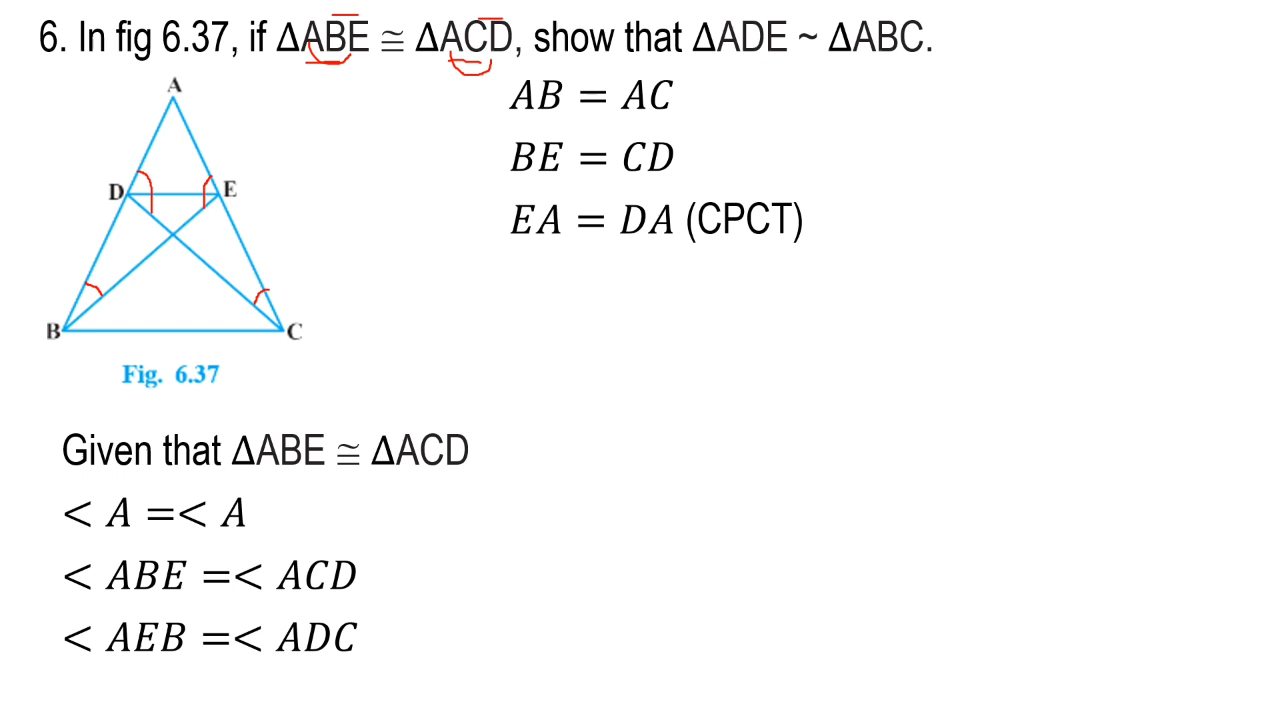 6. In fig 6.37, if ΔABE ≅ ΔACD, show that ΔADE ~ ΔABC.
A
D
E
B
C
Fig. 6.37
AB = AC
BE = CD
EA = DA (CPCT)
Given that ΔABE ≅ ΔACD
< A =< A
< ABE =< ACD
< AEB =< ADC